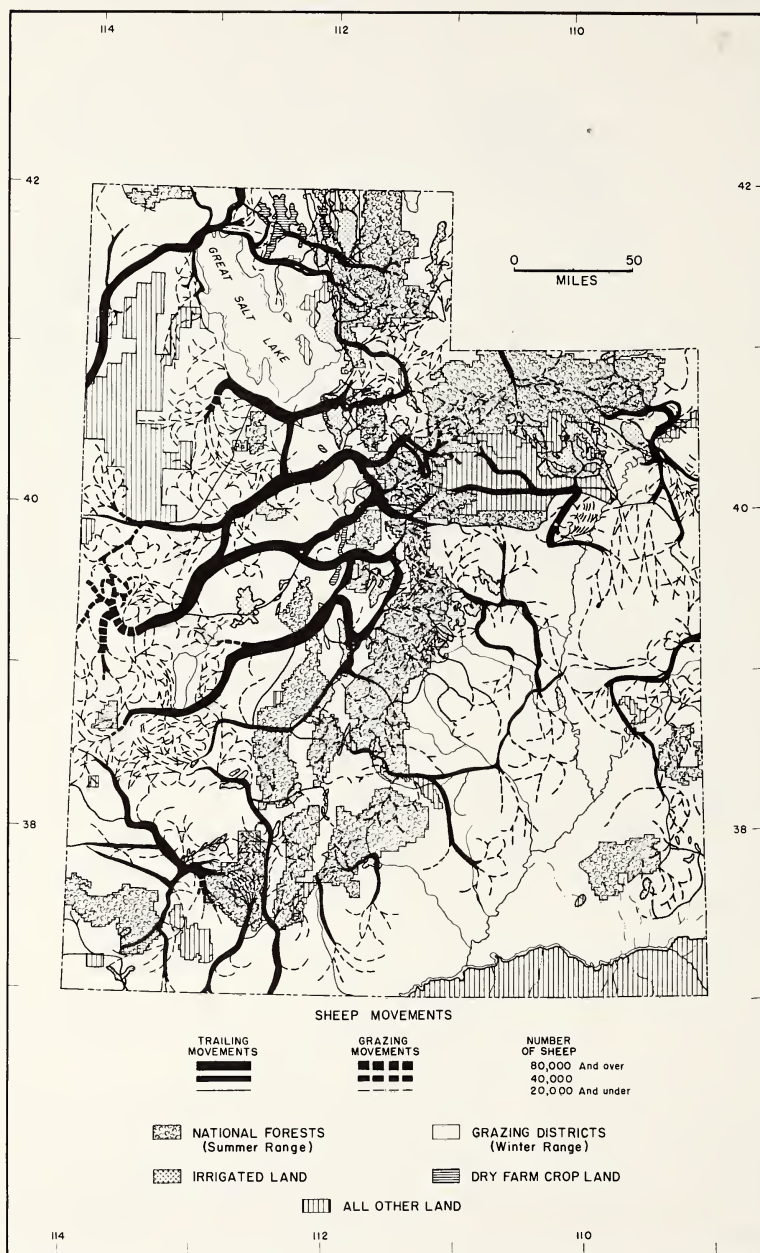 114 112 110
42 42
GREAT SALT LAKE
0 50
MILES
40 40
38 38
SHEEP MOVEMENTS
TRAILING MOVEMENTS
GRAZING MOVEMENTS
NUMBER OF SHEEP
80,000 And over
40,000
20,000 And under
NATIONAL FORESTS
(Summer Range)
GRAZING DISTRICTS
(Winter Range)
IRRIGATED LAND
DRY FARM CROP LAND
ALL OTHER LAND
114 112 110